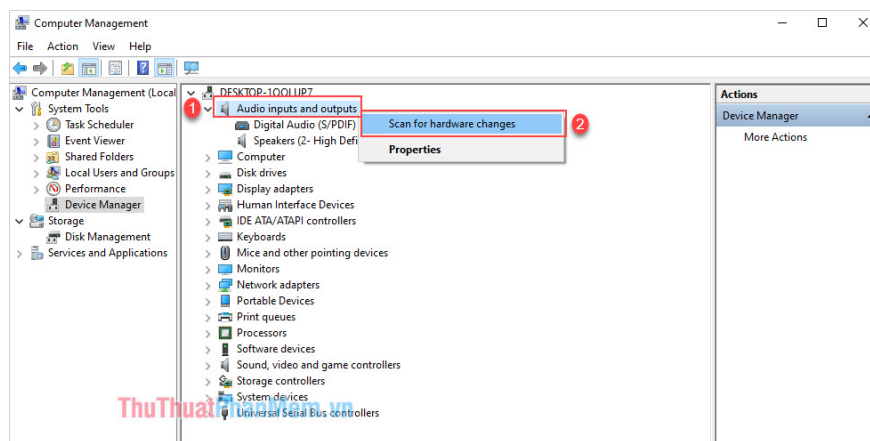 Computer Management
File Action View Help
Computer Management (Local
System Tools
Task Scheduler
Event Viewer
Shared Folders
Local Users and Groups
Performance
Device Manager
Storage
Disk Management
Services and Applications
DESKTOP-1OOLUP7
1
Audio inputs and outputs
Digital Audio (S/PDIF)
Speakers (2- High Defi
Scan for hardware changes
2
Properties
Computer
Disk drives
Display adapters
Human Interface Devices
IDE ATA/ATAPI controllers
Keyboards
Mice and other pointing devices
Monitors
Network adapters
Portable Devices
Print queues
Processors
Software devices
Sound, video and game controllers
Storage controllers
System devices
Universal Serial Bus controllers
Actions
Device Manager
More Actions
ThuThuatPhanMem.vn